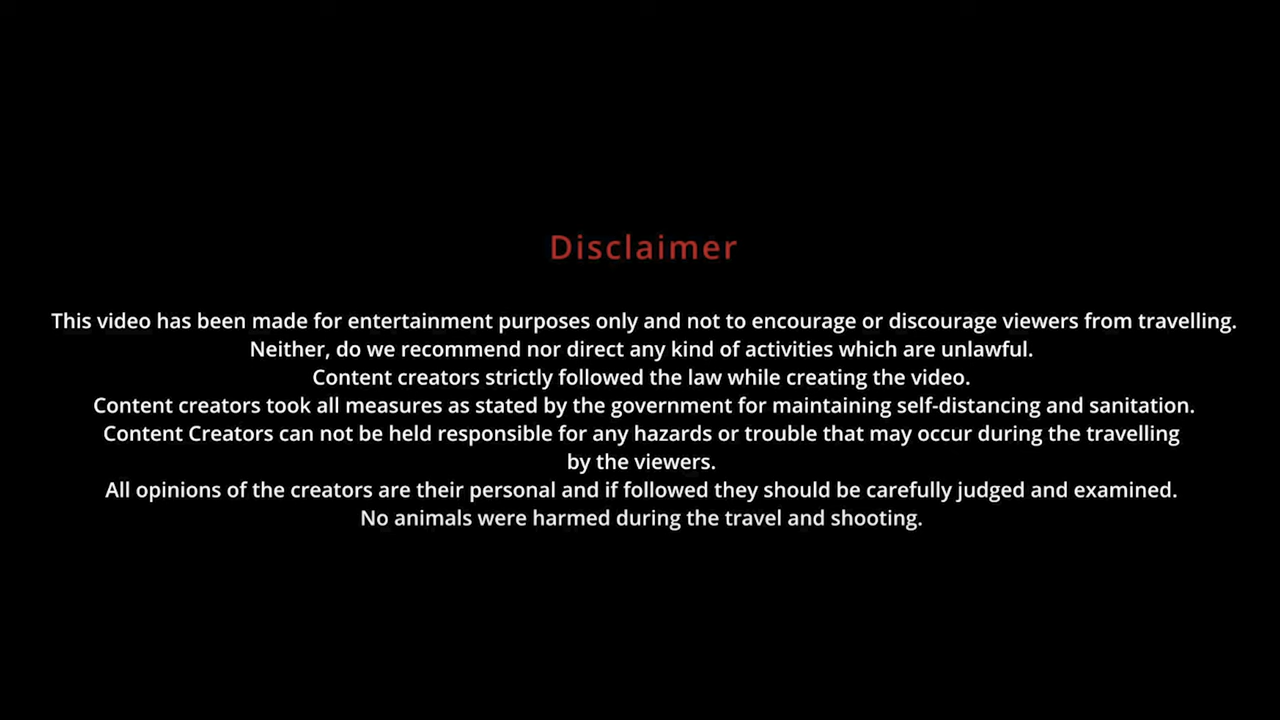 Disclaimer
This video has been made for entertainment purposes only and not to encourage or discourage viewers from travelling.
Neither, do we recommend nor direct any kind of activities which are unlawful.
Content creators strictly followed the law while creating the video.
Content creators took all measures as stated by the government for maintaining self-distancing and sanitation.
Content Creators can not be held responsible for any hazards or trouble that may occur during the travelling
by the viewers.
All opinions of the creators are their personal and if followed they should be carefully judged and examined.
No animals were harmed during the travel and shooting.